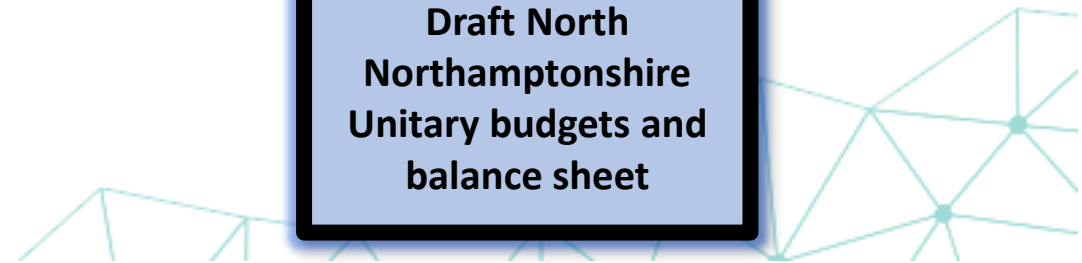 Draft North
Northamptonshire
Unitary budgets and
balance sheet